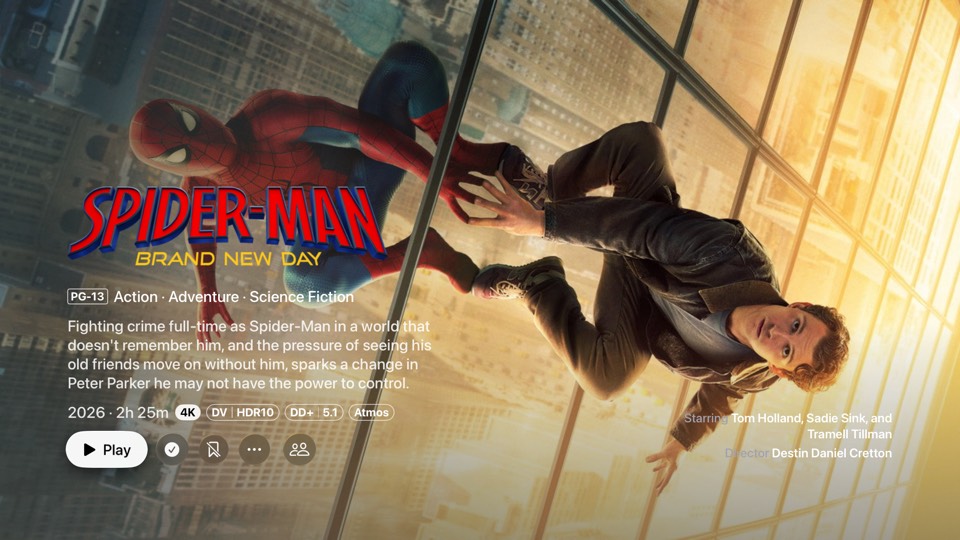 SPIDER-MAN
BRAND NEW DAY
PG-13 Action · Adventure · Science Fiction
Fighting crime full-time as Spider-Man in a world that
doesn't remember him, and the pressure of seeing his
old friends move on without him, sparks a change in
Peter Parker he may not have the power to control.
2026 · 2h 25m 4K DV | HDR10 DD+ | 5.1 Atmos
Play
Starring Tom Holland, Sadie Sink, and
Tramell Tillman
Director Destin Daniel Cretton